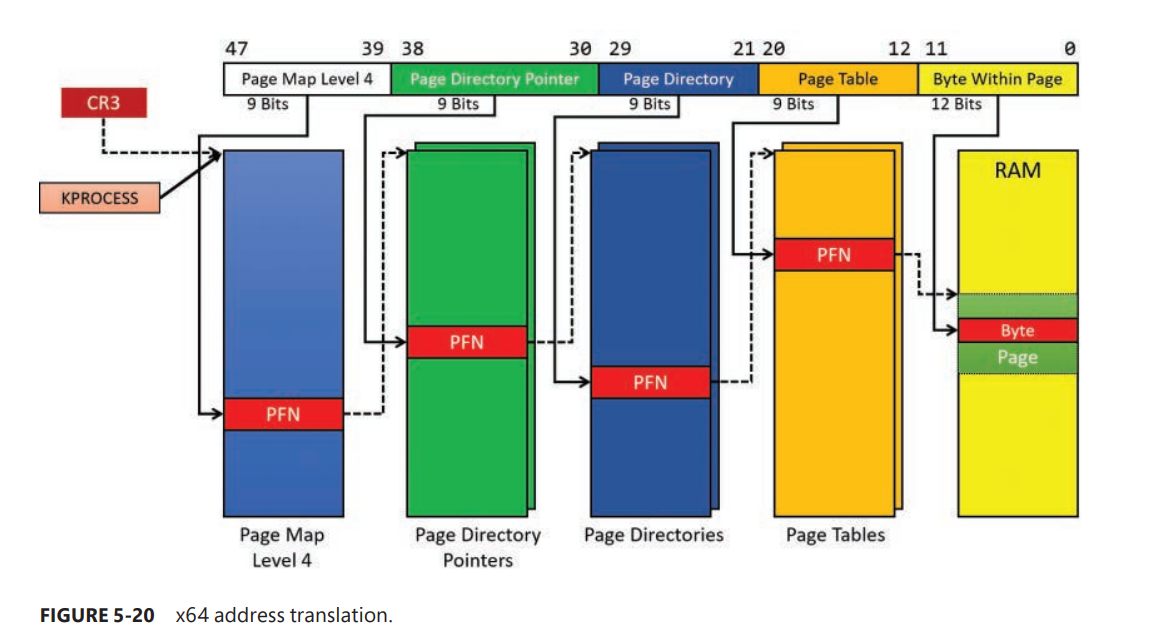 47 39 38 30 29 21 20 12 11 0
Page Map Level 4 Page Directory Pointer Page Directory Page Table Byte Within Page
9 Bits 9 Bits 9 Bits 9 Bits 12 Bits
CR3
KPROCESS
RAM
PFN
PFN
PFN
PFN
Byte
Page
Page Map
Level 4
Page Directory
Pointers
Page Directories
Page Tables
FIGURE 5-20 x64 address translation.